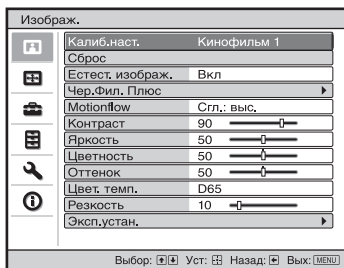 Изображ.
Калиб.наст. Кинофильм 1
Сброс
Естест. изображ. Вкл
Чер.Фил. Плюс
Motionflow Сгл.: выс.
Контраст 90
Яркость 50
Цветность 50
Оттенок 50
Цвет. темп. D65
Резкость 10
Эксп.устан.
Выбор: Уст: Назад: Вых: MENU